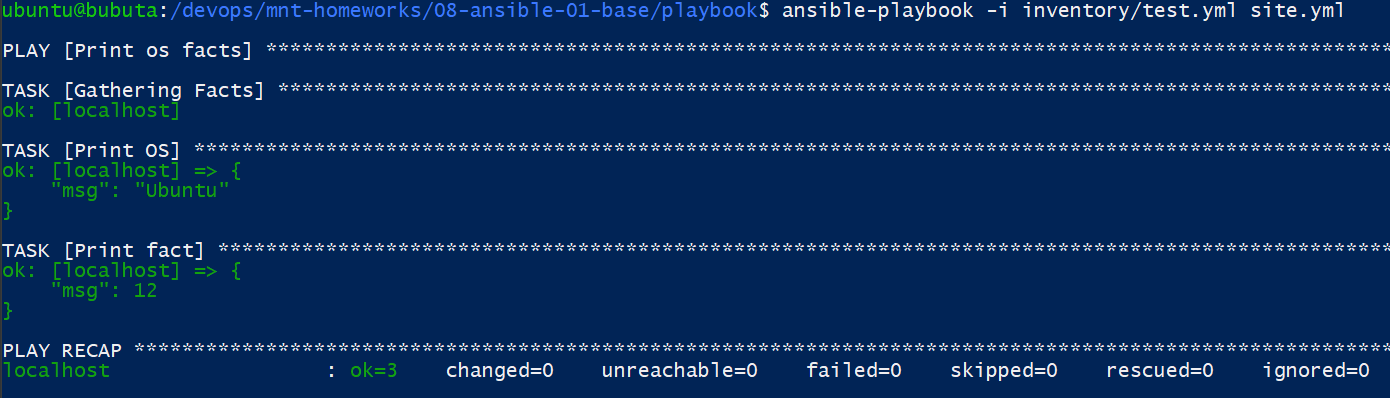 ubuntu@bubuta:/devops/mnt-homeworks/08-ansible-01-base/playbook$ ansible-playbook -i inventory/test.yml site.yml
PLAY [Print os facts] **********************************************************************************************
TASK [Gathering Facts] *********************************************************************************************
ok: [localhost]
TASK [Print OS] ****************************************************************************************************
ok: [localhost] => {
    "msg": "Ubuntu"
}
TASK [Print fact] **************************************************************************************************
ok: [localhost] => {
    "msg": 12
}
PLAY RECAP *********************************************************************************************************
localhost                  : ok=3    changed=0    unreachable=0    failed=0    skipped=0    rescued=0    ignored=0